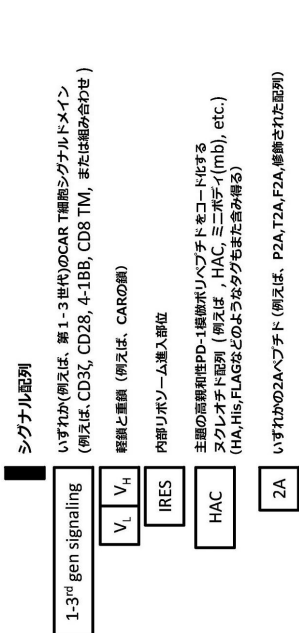 シグナル配列
1-3rd gen signaling
いずれか(例えば、第１-３世代)のCAR T細胞シグナルドメイン
(例えば、CD3ζ, CD28, 4-1BB, CD8 TM, または組み合わせ )
VL VH
軽鎖と重鎖（例えば、CARの鎖）
IRES
内部リボソーム進入部位
HAC
主題の高親和性PD-1模倣ポリペプチドをコード化する
ヌクレオチド配列（例えば , HAC, ミニボディ(mb), etc.)
(HA,His,FLAGなどのようなタグもまた含み得る)
2A
いずれかの2Aペプチド（例えば、P2A,T2A,F2A,修飾された配列）